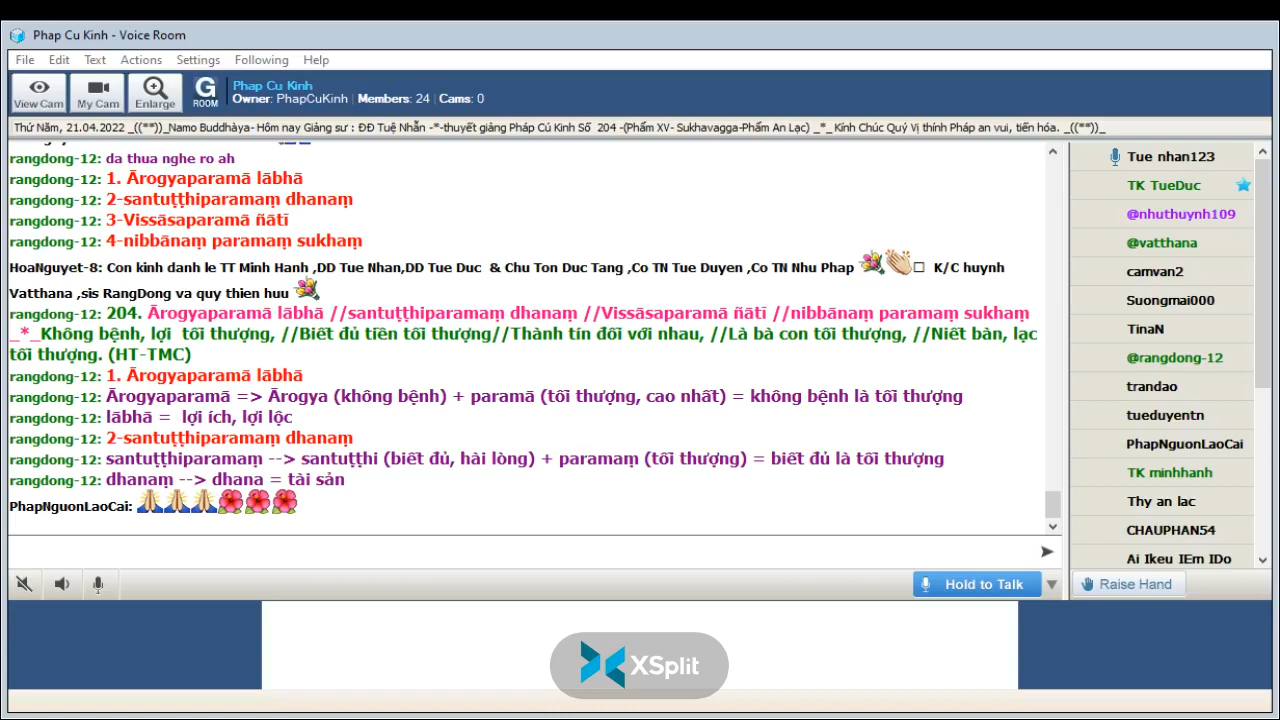 Phap Cu Kinh - Voice Room
File Edit Text Actions Settings Following Help
View Cam My Cam Enlarge G ROOM
Phap Cu Kinh
Owner: PhapCuKinh | Members: 24 | Cams: 0
Thứ Năm, 21.04.2022 _((**))_Namo Buddhàya- Hôm nay Giảng sư : ĐĐ Tuệ Nhẫn -*-thuyết giảng Pháp Cú Kinh Số 204 -(Phẩm XV- Sukhavagga-Phẩm An Lạc) _*_ Kính Chúc Quý Vị thính Pháp an vui, tiến hóa. _((**))_
rangdong-12: da thua nghe ro ah
rangdong-12: 1. Ārogyaparamā lābhā
rangdong-12: 2-santuṭṭhiparamaṃ dhanaṃ
rangdong-12: 3-Vissāsaparamā ñātī
rangdong-12: 4-nibbānaṃ paramaṃ sukhaṃ
HoaNguyet-8: Con kinh danh le TT Minh Hanh ,DD Tue Nhan,DD Tue Duc & Chu Ton Duc Tang ,Co TN Tue Duyen ,Co TN Nhu Phap K/C huynh
Vatthana ,sis RangDong va quy thien huu
rangdong-12: 204. Ārogyaparamā lābhā //santuṭṭhiparamaṃ dhanaṃ //Vissāsaparamā ñātī //nibbānaṃ paramaṃ sukhaṃ
_*_Không bệnh, lợi tối thượng, //Biết đủ tiền tối thượng//Thành tín đối với nhau, //Là bà con tối thượng, //Niết bàn, lạc
tối thượng. (HT-TMC)
rangdong-12: 1. Ārogyaparamā lābhā
rangdong-12: Ārogyaparamā => Ārogya (không bệnh) + paramā (tối thượng, cao nhất) = không bệnh là tối thượng
rangdong-12: lābhā = lợi ích, lợi lộc
rangdong-12: 2-santuṭṭhiparamaṃ dhanaṃ
rangdong-12: santuṭṭhiparamaṃ --> santuṭṭhi (biết đủ, hài lòng) + paramaṃ (tối thượng) = biết đủ là tối thượng
rangdong-12: dhanaṃ --> dhana = tài sản
PhapNguonLaoCai:
Tue nhan123
TK TueDuc
@nhuthuynh109
@vatthana
camvan2
Suongmai000
TinaN
@rangdong-12
trandao
tueduyentn
PhapNguonLaoCai
TK minhhanh
Thy an lac
CHAUPHAN54
Ai Ikeu IEm IDo
Hold to Talk
Raise Hand
XSplit